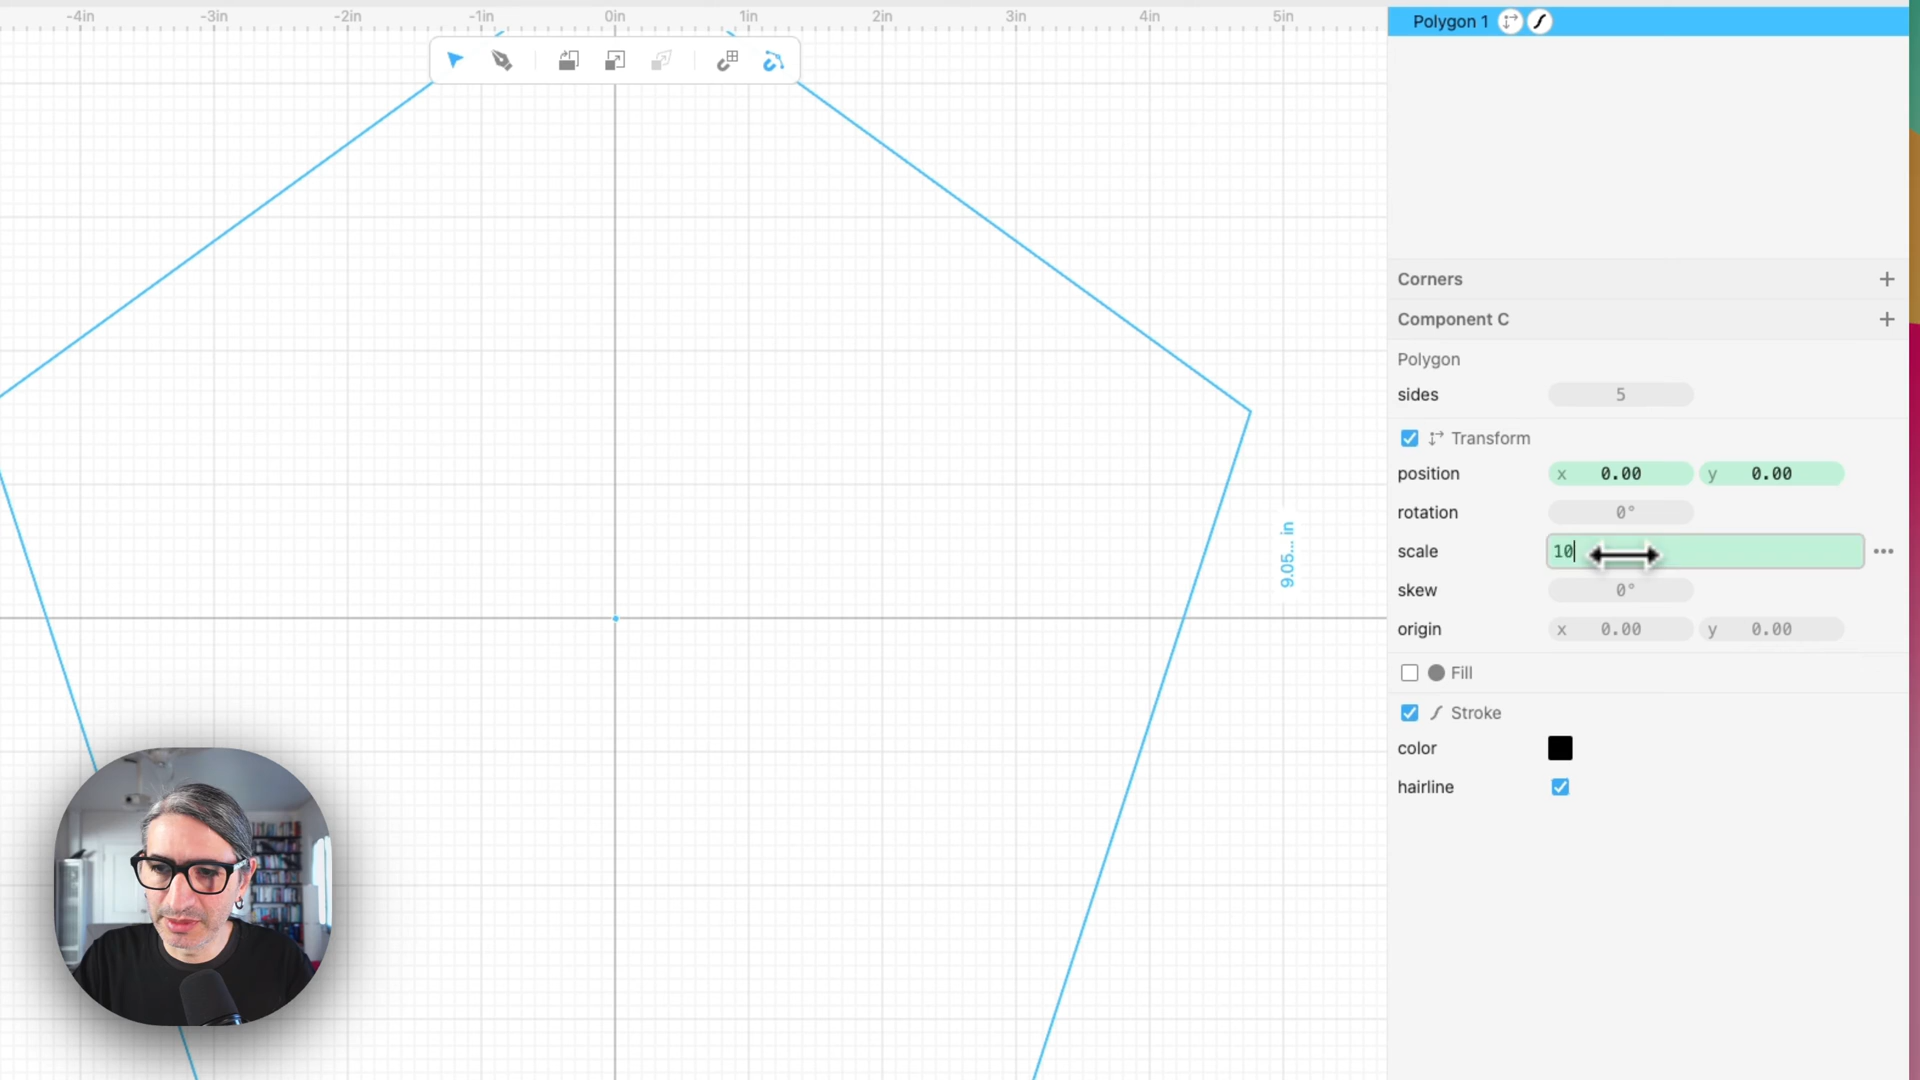 -4in -3in -2in -1in 0in 1in 2in 3in 4in 5in
Polygon 1
9.05... in
Corners
Component C
Polygon
sides 5
Transform
position x 0.00 y 0.00
rotation 0°
scale 10
skew 0°
origin x 0.00 y 0.00
Fill
Stroke
color
hairline